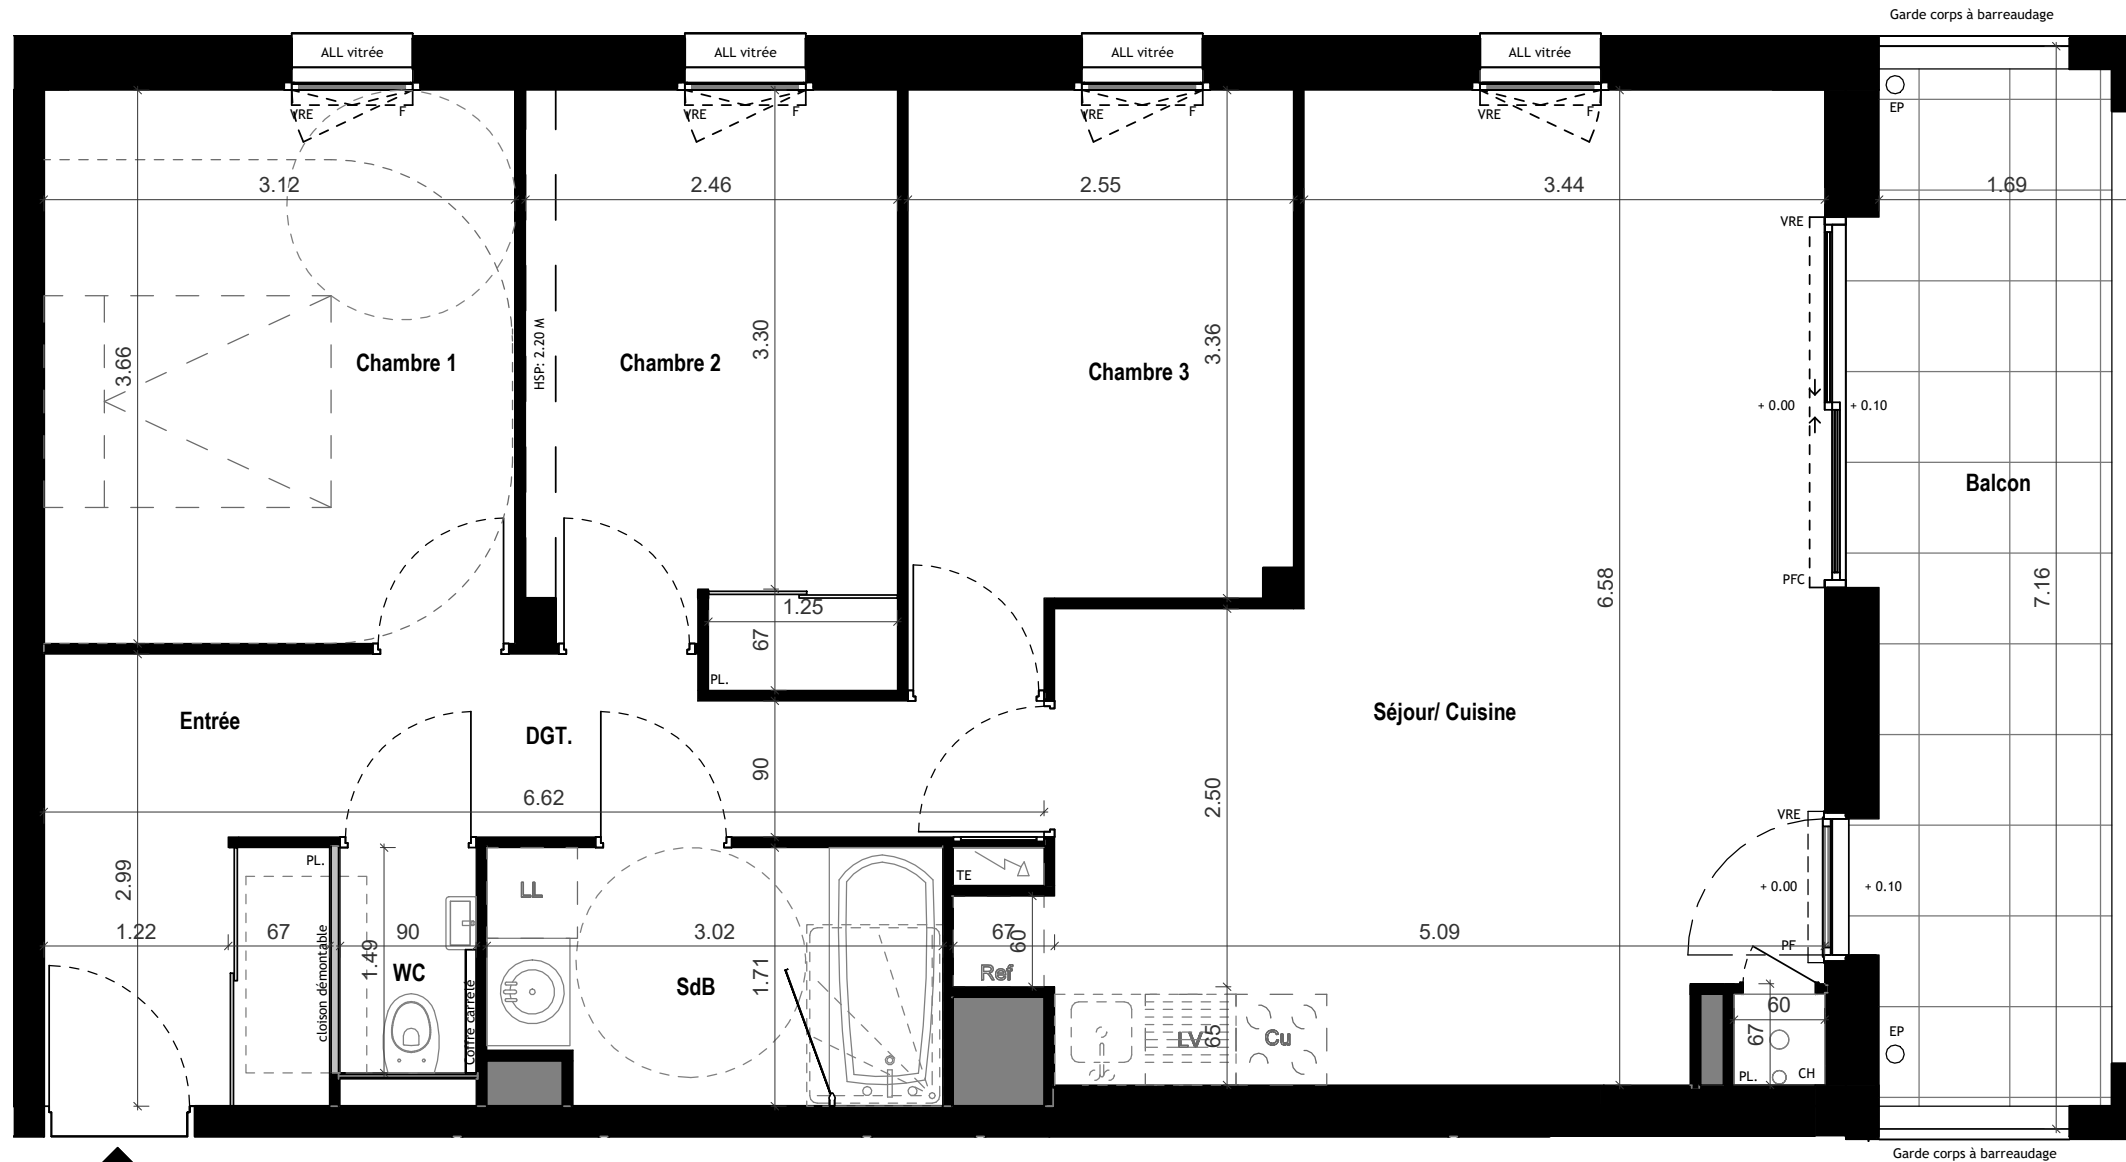 Garde corps à barreaudage
ALL vitrée
ALL vitrée
ALL vitrée
ALL vitrée
VRE
F
VRE
F
VRE
F
VRE
F
EP
3.12
2.46
2.55
3.44
1.69
VRE
3.66
Chambre 1
HSP: 2.20 M
Chambre 2
3.30
Chambre 3
3.36
+ 0.00
+ 0.10
Balcon
PFC
6.58
7.16
1.25
67
PL.
Entrée
DGT.
Séjour/ Cuisine
90
6.62
2.50
VRE
PL.
2.99
LL
TE
+ 0.00
+ 0.10
1.22
67
cloison démontable
90
1.49
WC
Coffre carrelé
3.02
SdB
1.71
67
60
Ref
5.09
PF
60
67
LV
65
Cu
EP
PL.
CH
Garde corps à barreaudage